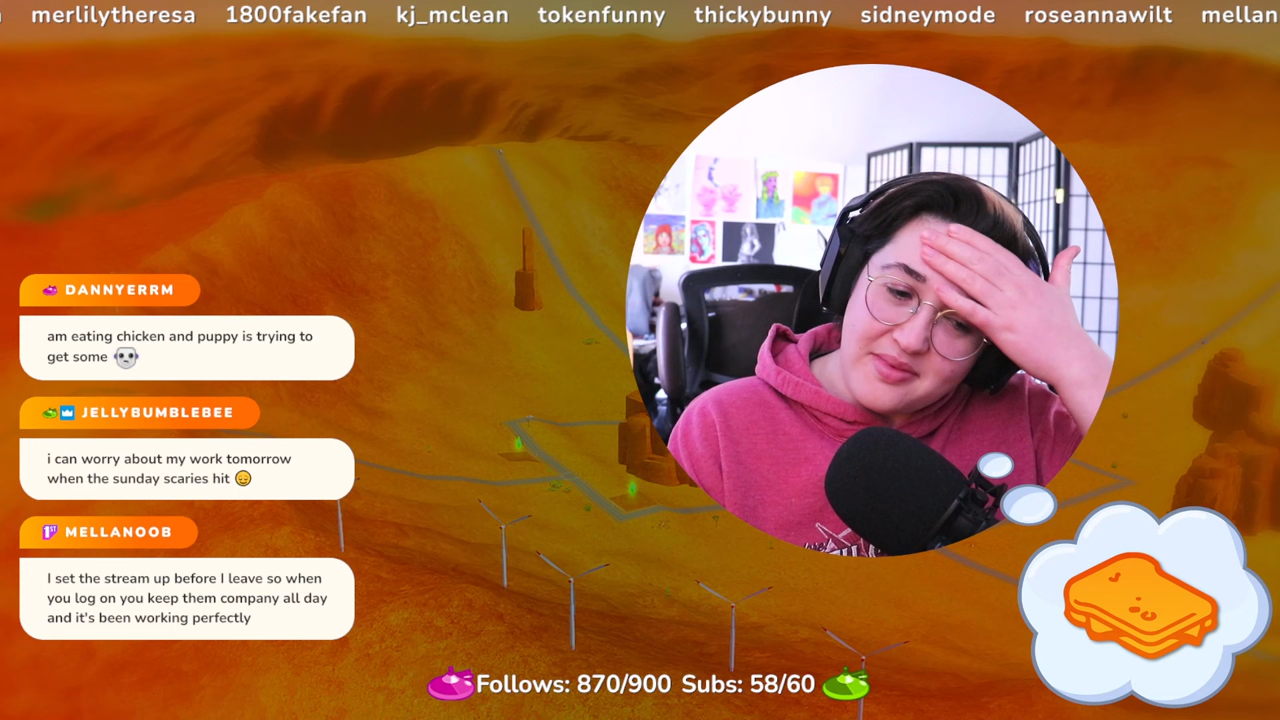 merlilytheresa 1800fakefan kj_mclean tokenfunny thickybunny sidneymode roseannawilt mellan
DANNYERRM
am eating chicken and puppy is trying to
get some
JELLYBUMBLEBEE
i can worry about my work tomorrow
when the sunday scaries hit
1ST MELLANOOB
I set the stream up before I leave so when
you log on you keep them company all day
and it's been working perfectly
Follows: 870/900 Subs: 58/60